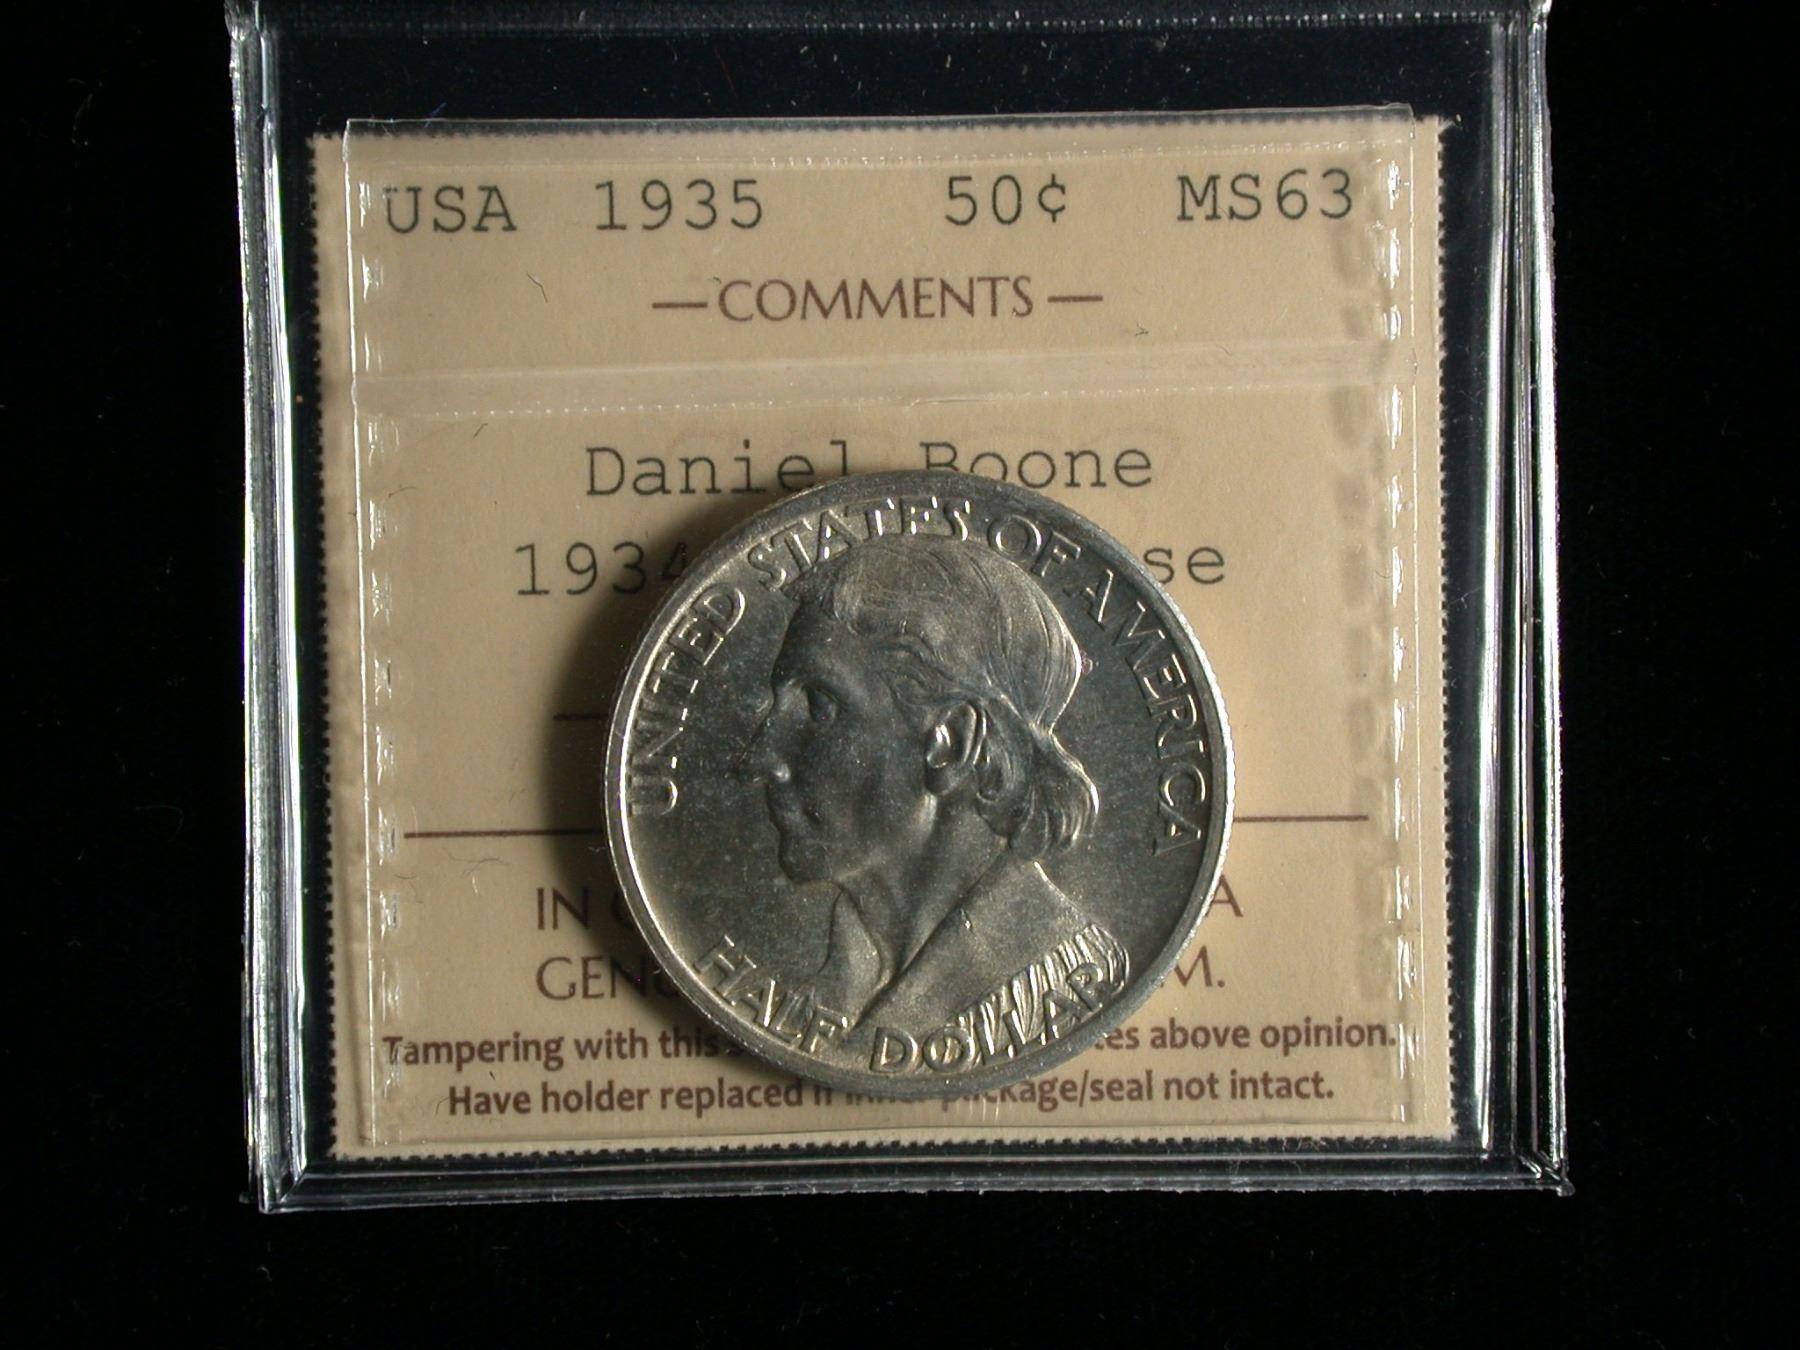 USA 1935 50¢ MS63
—COMMENTS—
Daniel Boone
1934 se
UNITED STATES OF AMERICA
HALF DOLLAR
IN A
GEN M.
Tampering with this es above opinion.
Have holder replaced package/seal not intact.